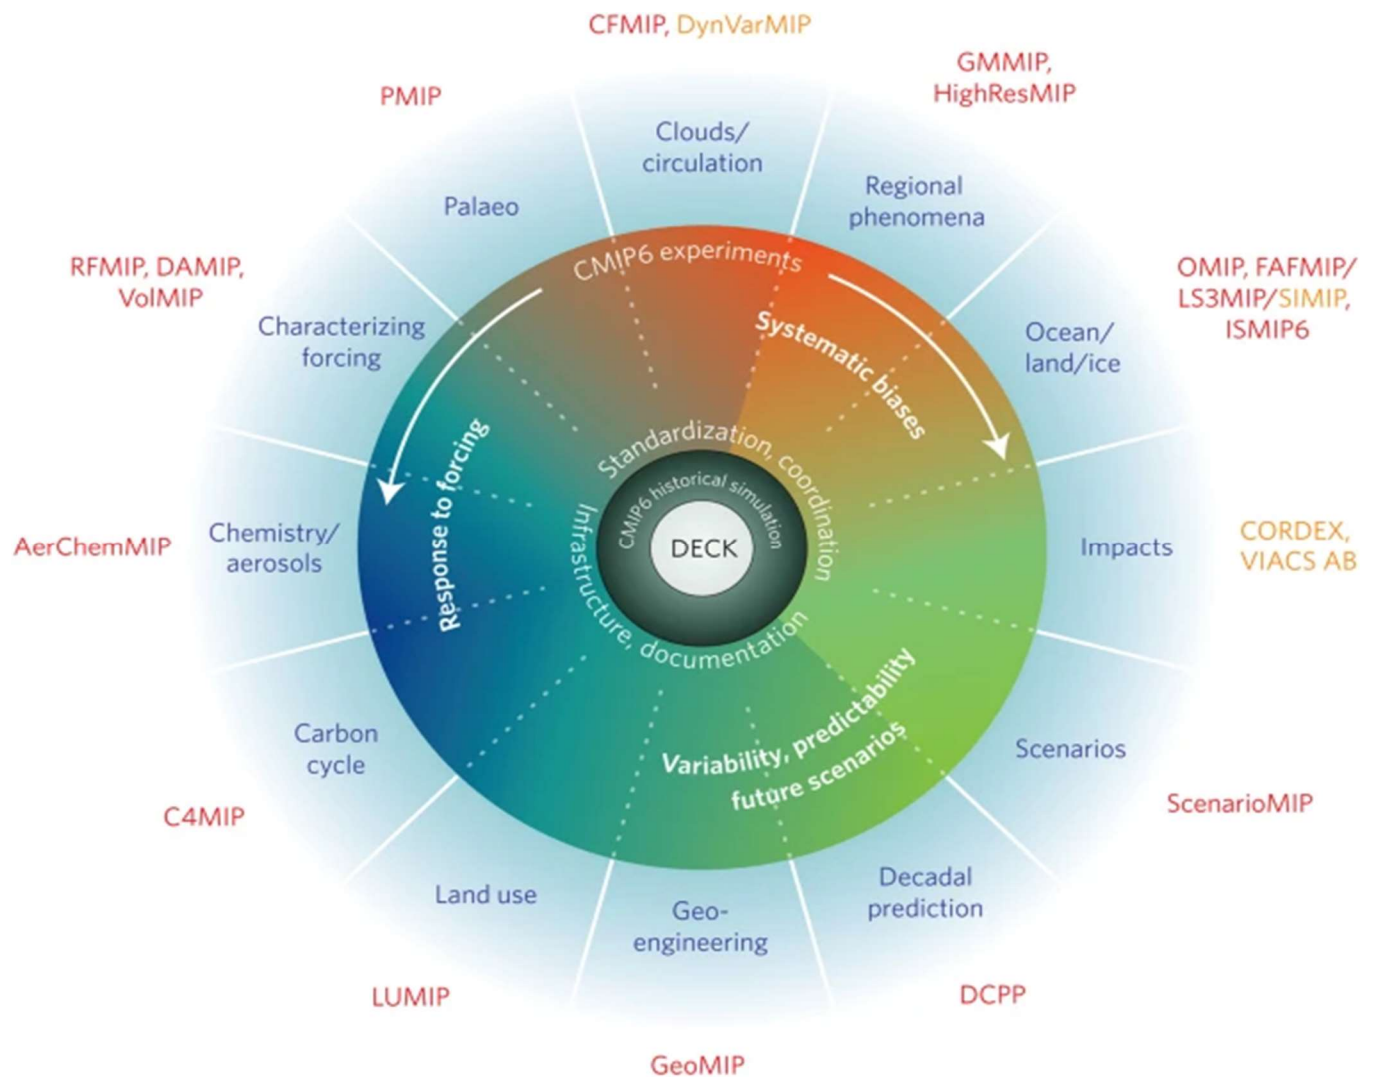 CFMIP, DynVarMIP
GMMIP,
HighResMIP
PMIP
Clouds/
circulation
Regional
phenomena
Palaeo
RFMIP, DAMIP,
VolMIP
OMIP, FAFMIP/
LS3MIP/SIMIP,
ISMIP6
Characterizing
forcing
CMIP6 experiments
Systematic biases
Ocean/
land/ice
Response to forcing
Standardization, coordination
CMIP6 historical simulation
DECK
Infrastructure, documentation
AerChemMIP
Chemistry/
aerosols
Impacts
CORDEX,
VIACS AB
Variability, predictability
future scenarios
Carbon
cycle
Scenarios
C4MIP
ScenarioMIP
Land use
Geo-
engineering
Decadal
prediction
LUMIP
DCPP
GeoMIP